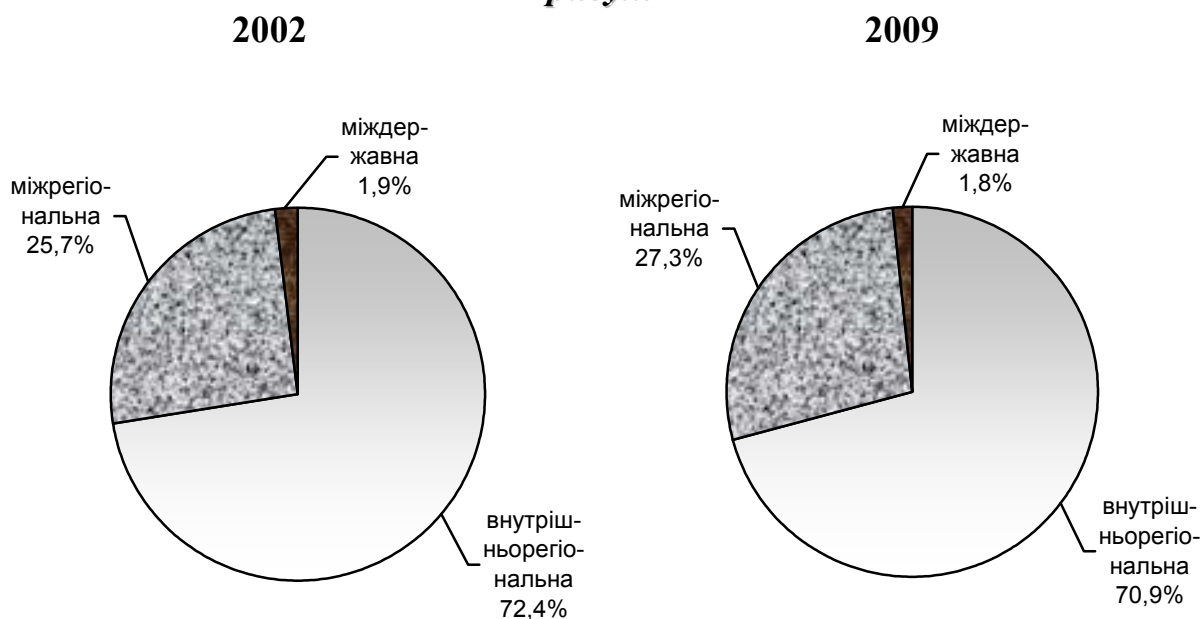 2002
2009
міждер-
жавна
1,9%
міжрегіо-
нальна
25,7%
внутріш-
ньорегіо-
нальна
72,4%
міждер-
жавна
1,8%
міжрегіо-
нальна
27,3%
внутріш-
ньорегіо-
нальна
70,9%